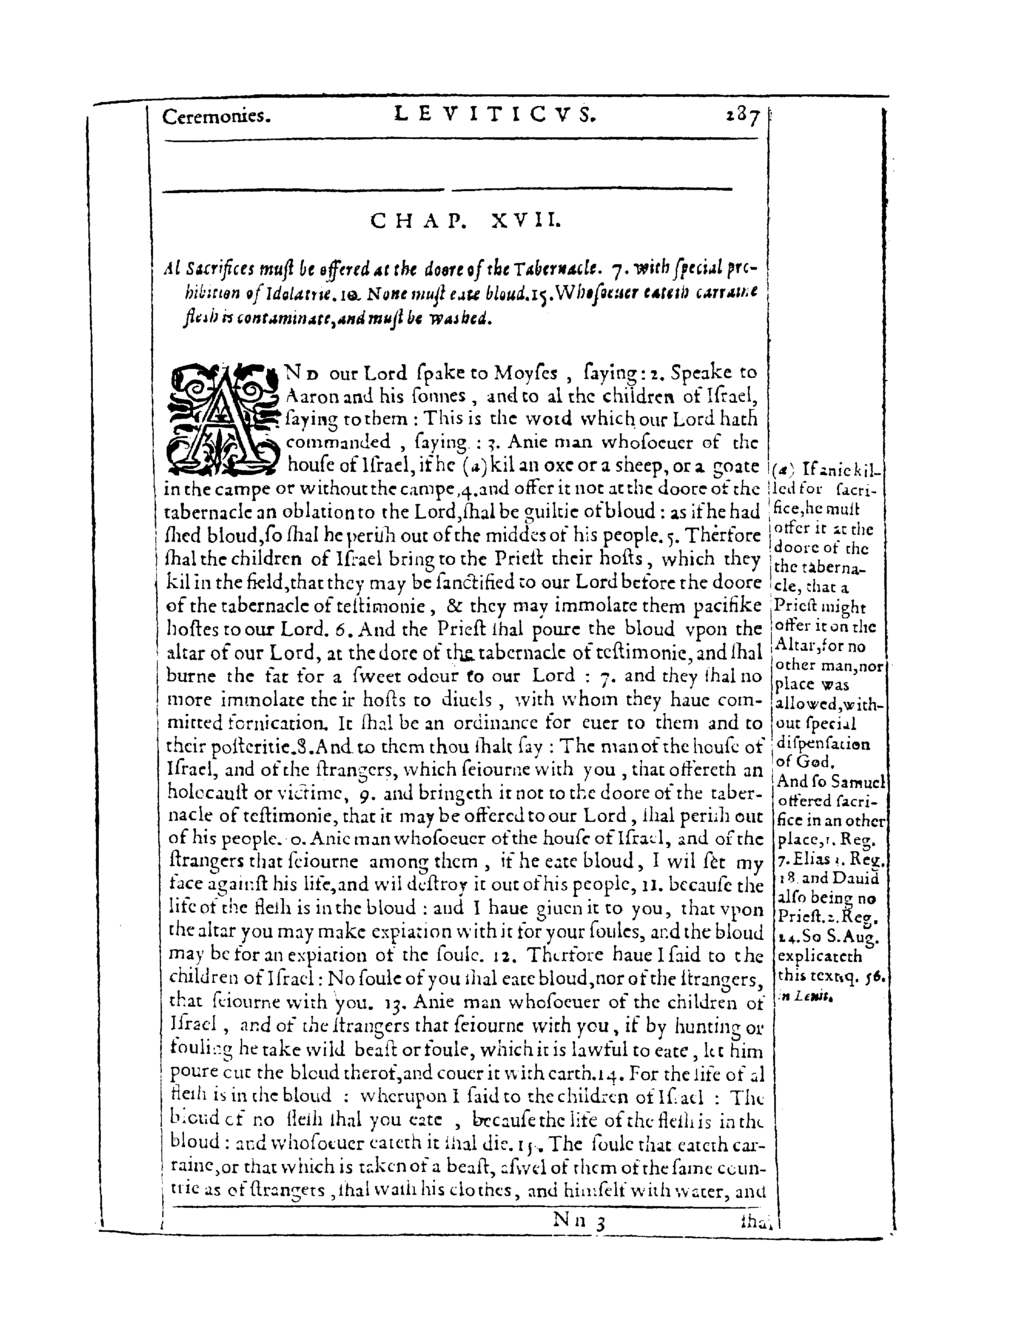 Ceremonies. LEVITICVS. 287
CHAP. XVII.
Al Sacrifices muſt be offered at the doore of the Tabernacle. 7. with ſpecial pro-
hibition of Idolatrie. 10. None muſt eate bloud. 15. Whoſoeuer eateth carraine
fleſh is contaminate, and muſt be waſhed.
AND our Lord ſpake to Moyſes , ſaying: 2. Speake to
Aaron and his ſonnes , and to al the children of Iſrael,
ſaying to them : This is the word which our Lord hath
commanded , ſaying : 3. Anie man whoſoeuer of the
houſe of Iſrael, if he (a) kil an oxe or a sheep, or a goate
in the campe or without the campe, 4. and offer it not at the doore of the
tabernacle an oblation to the Lord, ſhal be guiltie of bloud : as if he had
ſhed bloud, ſo ſhal he periſh out of the middes of his people. 5. Therfore
ſhal the children of Iſrael bring to the Prieſt their hoſts, which they
kil in the field, that they may be ſanctified to our Lord before the doore
of the tabernacle of teſtimonie, & they may immolate them pacifike
hoſtes to our Lord. 6. And the Prieſt ſhal poure the bloud vpon the
altar of our Lord, at the dore of the tabernacle of teſtimonie, and ſhal
burne the fat for a ſweet odour to our Lord : 7. and they ſhal no
more immolate their hoſts to diuels , with whom they haue com-
mitted fornication. It ſhal be an ordinance for euer to them and to
their poſteritie. 8. And to them thou ſhalt ſay : The man of the houſe of
Iſrael, and of the ſtrangers, which ſeiourne with you , that offereth an
holocauſt or victime, 9. and bringeth it not to the doore of the taber-
nacle of teſtimonie, that it may be offered to our Lord , ſhal periſh out
of his people. 0. Anie man whoſoeuer of the houſe of Iſrael, and of the
ſtrangers that ſeiourne among them , if he eate bloud, I wil ſet my
face againſt his life, and wil deſtroy it out of his people, 11. becauſe the
life of the fleſh is in the bloud : and I haue giuen it to you, that vpon
the altar you may make expiation with it for your ſoules, and the bloud
may be for an expiation of the ſoule. 12. Therfore haue I ſaid to the
children of Iſrael : No ſoule of you ſhal eate bloud, nor of the ſtrangers,
that ſeiourne with you. 13. Anie man whoſoeuer of the children of
Iſrael , and of the ſtrangers that ſeiourne with you , if by hunting or
fouling he take wild beaſt or foule, which it is lawful to eate , let him
poure out the bloud therof, and couer it with earth. 14. For the life of al
fleſh is in the bloud : wherupon I ſaid to the children of Iſrael : The
bloud of no fleſh ſhal you eate , becauſe the life of the fleſh is in the
bloud : and whoſoeuer eateth it ſhal die. 15. The ſoule that eateth car-
raine, or that which is taken of a beaſt, aſwel of them of the ſame coun-
trie as of ſtrangers , ſhal waſh his clothes, and himſelf with water, and
Nn 3 ſhal
(a) If anie kil-
led for ſacri-
fice, he muſt
offer it at the
doore of the
the taberna-
cle, that a
Prieſt might
offer it on the
Altar, for no
other man, nor
place was
allowed, with-
out ſpecial
diſpenſation
of God.
And ſo Samuel
offered ſacri-
fice in an other
place, 1. Reg.
7. Elias 3. Reg.
18. and Dauid
alſo being no
Prieſt. 2. Reg.
24. So S. Aug.
explicateth
this text. q. 56.
in Leuit.